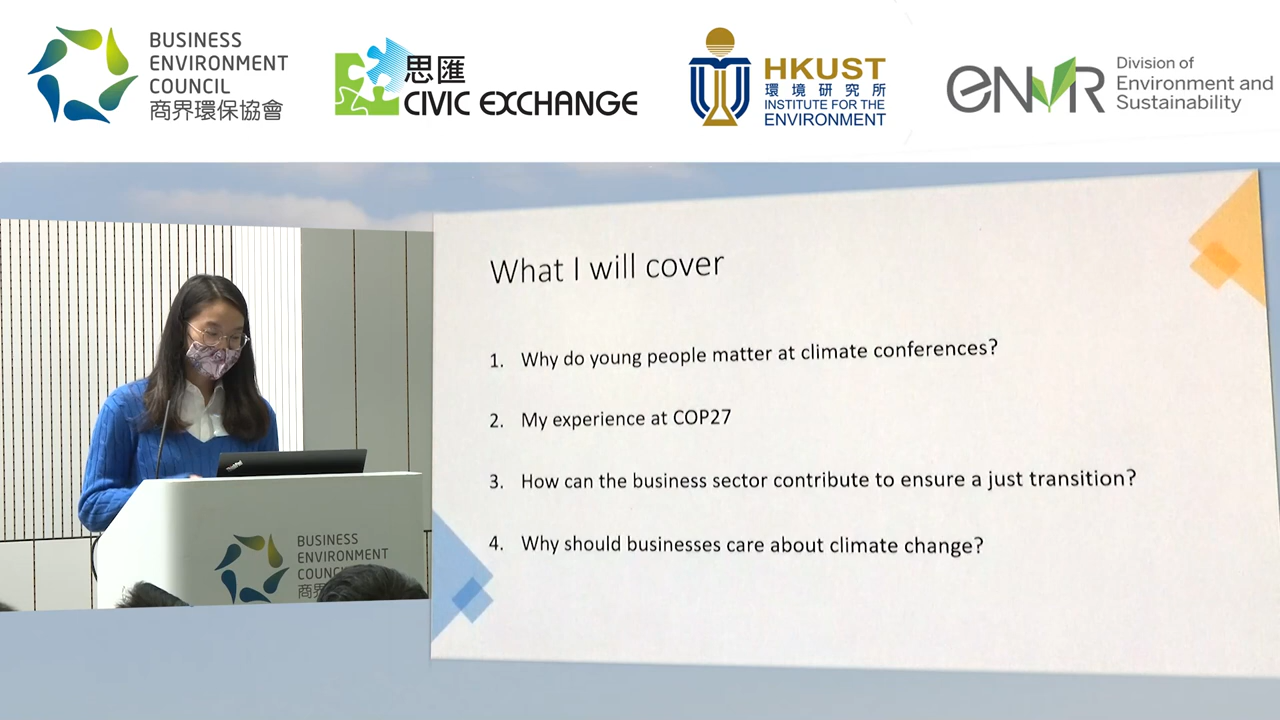 BUSINESS
ENVIRONMENT
COUNCIL
商界環保協會
思匯
CIVIC EXCHANGE
HKUST
環境研究所
INSTITUTE FOR THE
ENVIRONMENT
ENVR
Division of
Environment and
Sustainability
What I will cover
1. Why do young people matter at climate conferences?
2. My experience at COP27
3. How can the business sector contribute to ensure a just transition?
4. Why should businesses care about climate change?
BUSINESS
ENVIRONMENT
COUNCIL
商界